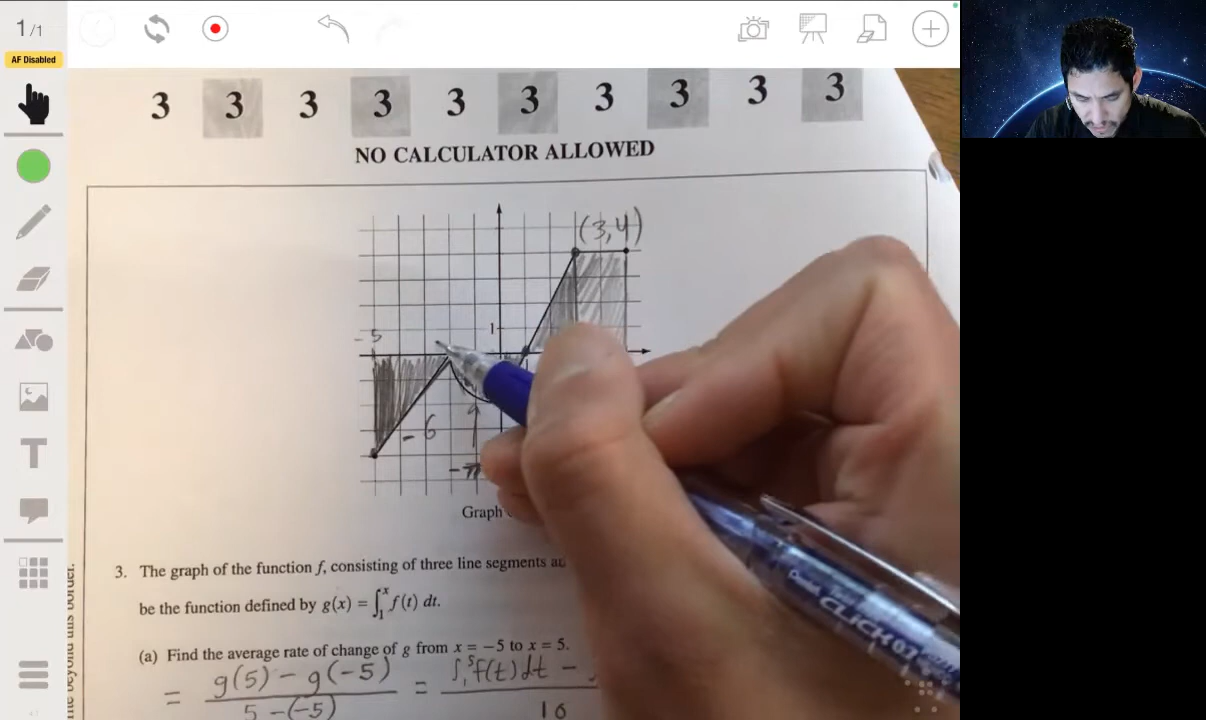 1/1
AF Disabled
3 3 3 3 3 3 3 3 3 3
NO CALCULATOR ALLOWED
(3,4)
1
-5
-6
-π
Graph
3. The graph of the function f, consisting of three line segments
be the function defined by g(x) = ∫₁ˣ f(t) dt.
(a) Find the average rate of change of g from x = −5 to x = 5.
= g(5) - g(-5) / 5-(-5) = ∫₁⁵f(t)dt - / 10
CLICK 07
T